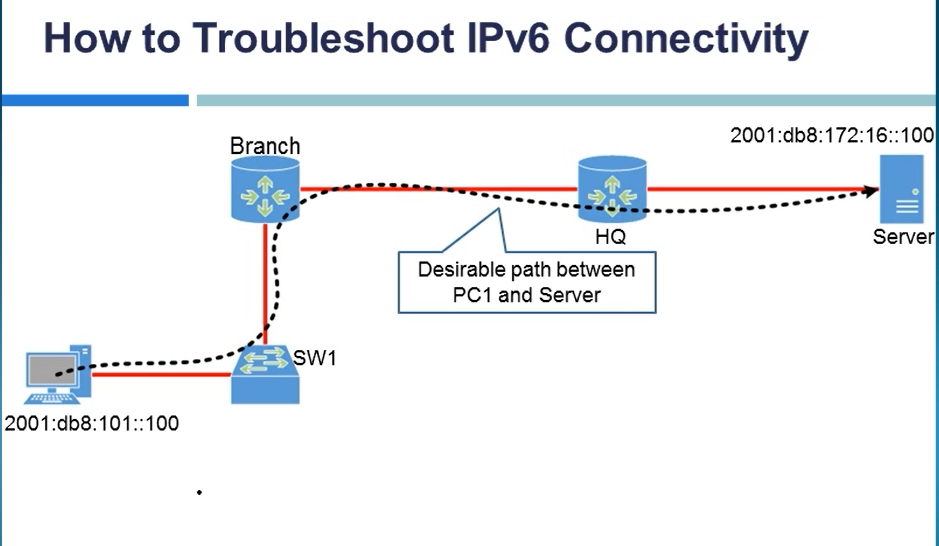 How to Troubleshoot IPv6 Connectivity
2001:db8:172:16::100
Branch
HQ
Server
Desirable path between
PC1 and Server
SW1
2001:db8:101::100